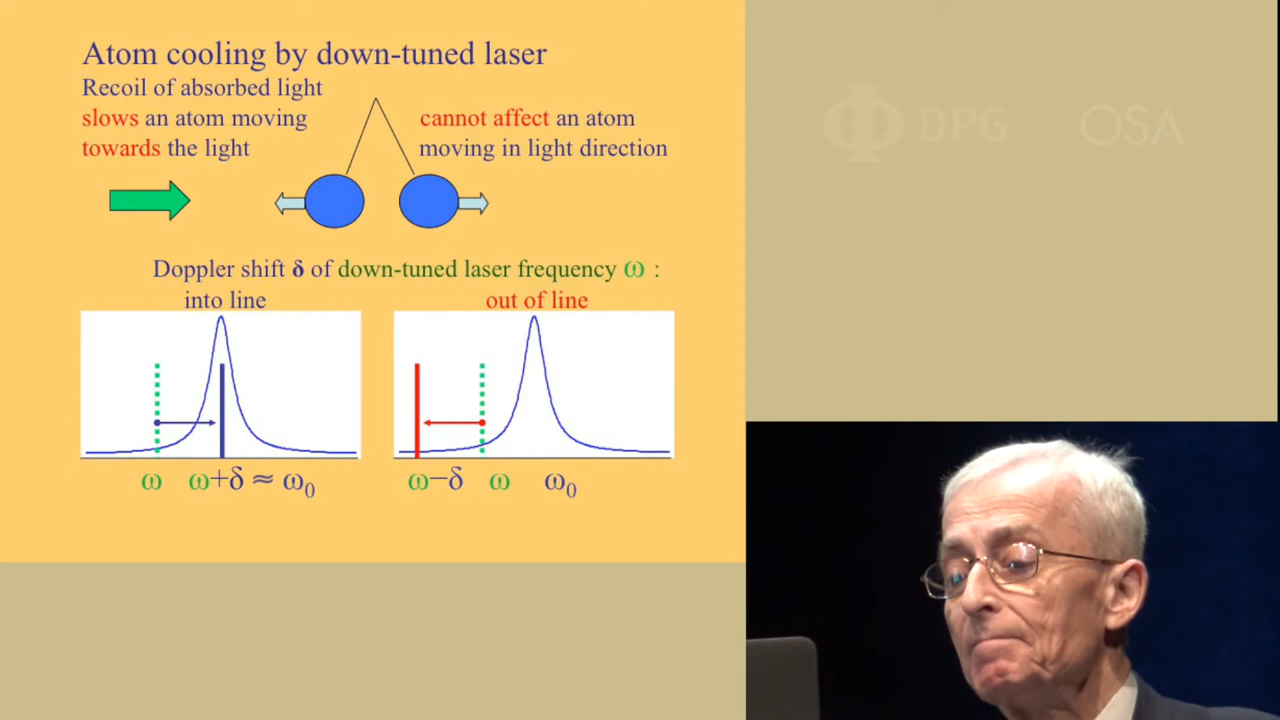 Atom cooling by down-tuned laser
Recoil of absorbed light
slows an atom moving
towards the light
cannot affect an atom
moving in light direction
Doppler shift δ of down-tuned laser frequency ω :
into line
out of line
ω ω+δ ≈ ω₀
ω−δ ω ω₀
DPG
OSA